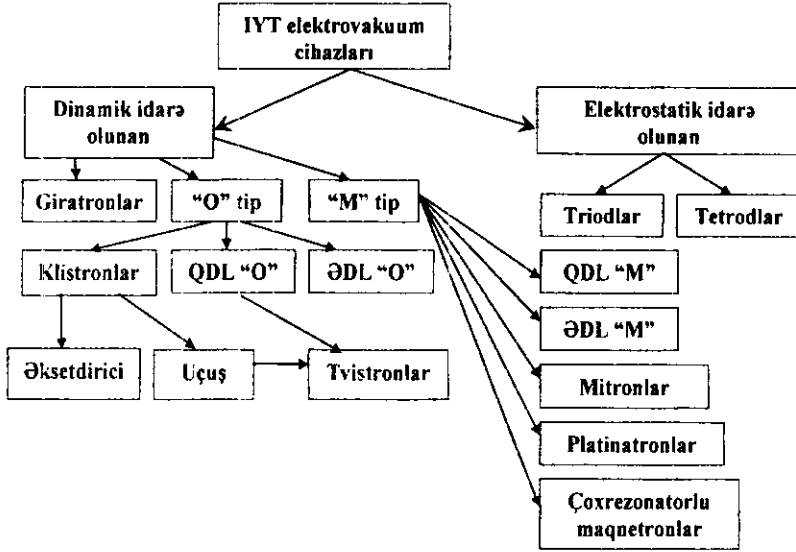 IYT elektrovakuum
cihazları
Dinamik idarə
olunan
Elektrostatik idarə
olunan
Giratronlar
“O” tip
“M” tip
Triodlar
Tetrodlar
Klistronlar
QDL “O”
ƏDL “O”
QDL “M”
ƏDL “M”
Əksetdirici
Uçuş
Tvistronlar
Mitronlar
Platinatronlar
Çoxrezonatorlu
maqnetronlar